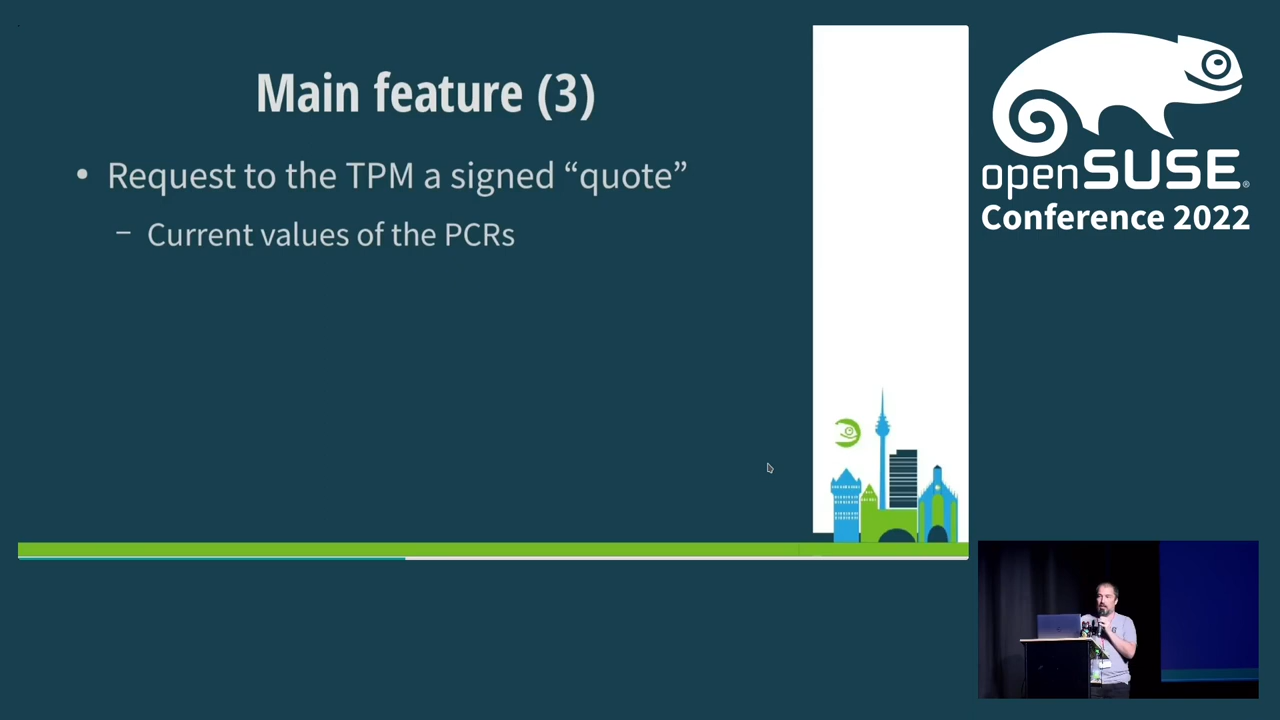 Main feature (3)
• Request to the TPM a signed “quote”
– Current values of the PCRs
openSUSE®
Conference 2022